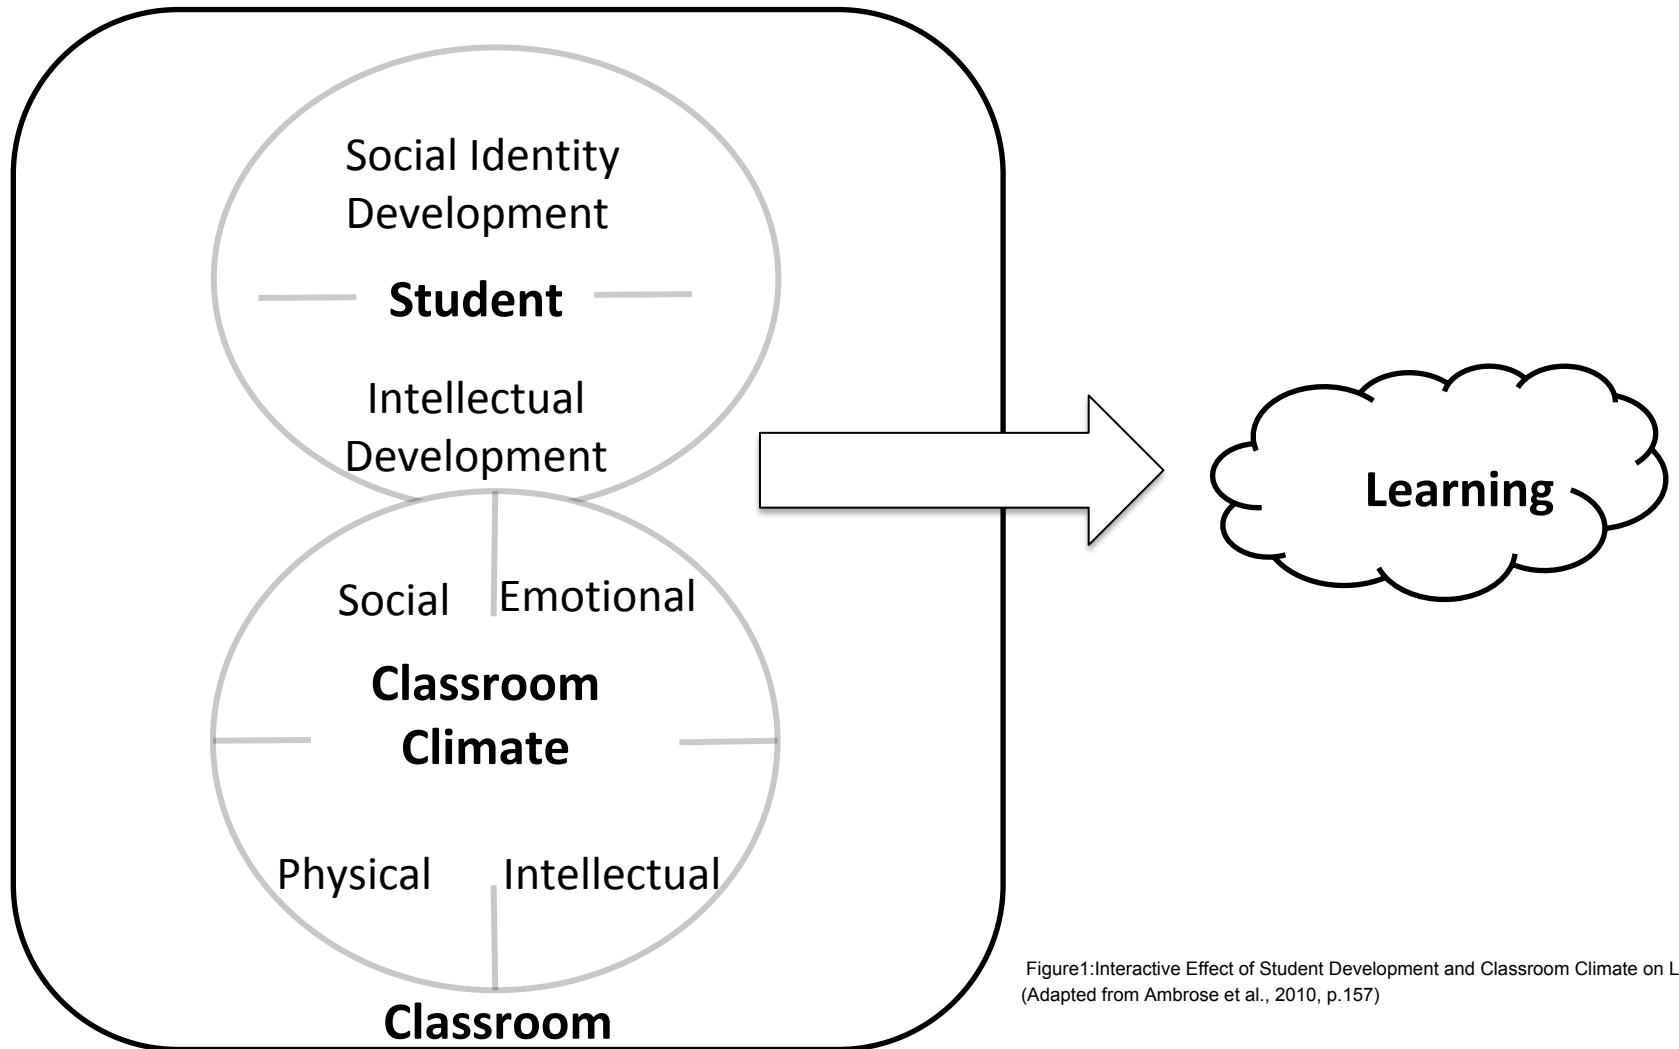 Social Identity
Development
Student
Intellectual
Development
Social
Emotional
Classroom
Climate
Physical
Intellectual
Classroom
Learning
Figure1:Interactive Effect of Student Development and Classroom Climate on L
(Adapted from Ambrose et al., 2010, p.157)